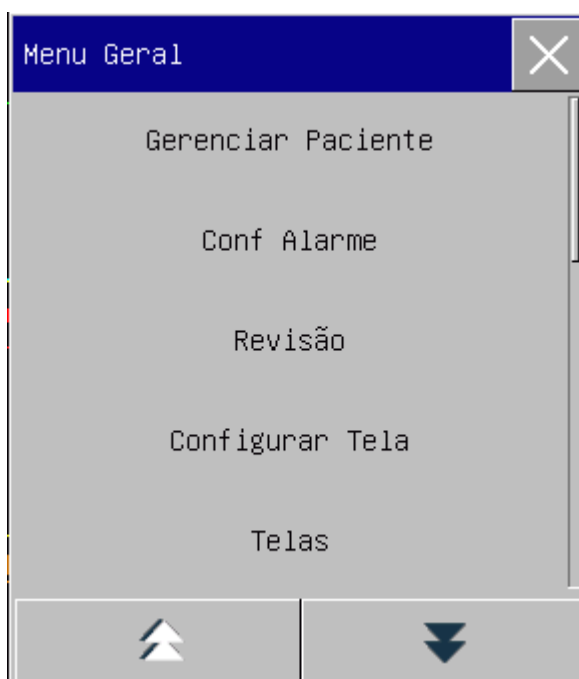 Menu Geral
Gerenciar Paciente
Conf Alarme
Revisão
Configurar Tela
Telas